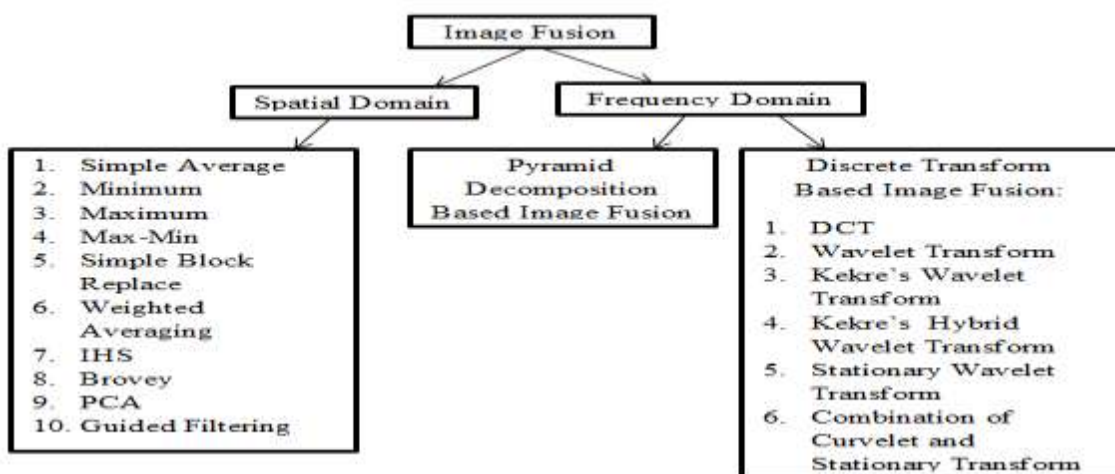 Image Fusion
Spatial Domain
Frequency Domain
1. Simple Average
2. Minimum
3. Maximum
4. Max-Min
5. Simple Block
Replace
6. Weighted
Averaging
7. IHS
8. Brovey
9. PCA
10. Guided Filtering
Pyramid
Decomposition
Based Image Fusion
Discrete Transform
Based Image Fusion:
1. DCT
2. Wavelet Transform
3. Kekre's Wavelet
Transform
4. Kekre's Hybrid
Wavelet Transform
5. Stationary Wavelet
Transform
6. Combination of
Curvelet and
Stationary Transform